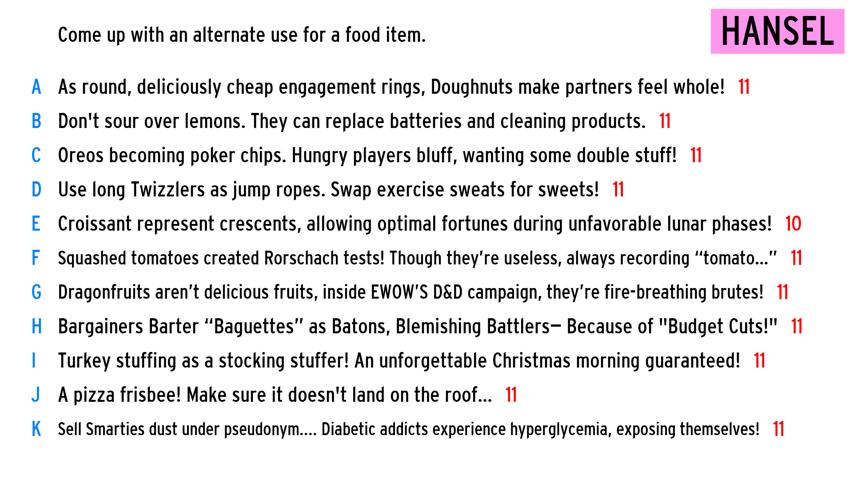 Come up with an alternate use for a food item.
HANSEL
A As round, deliciously cheap engagement rings, Doughnuts make partners feel whole! 11
B Don't sour over lemons. They can replace batteries and cleaning products. 11
C Oreos becoming poker chips. Hungry players bluff, wanting some double stuff! 11
D Use long Twizzlers as jump ropes. Swap exercise sweats for sweets! 11
E Croissant represent crescents, allowing optimal fortunes during unfavorable lunar phases! 10
F Squashed tomatoes created Rorschach tests! Though they’re useless, always recording “tomato...” 11
G Dragonfruits aren’t delicious fruits, inside EWOW’S D&D campaign, they’re fire-breathing brutes! 11
H Bargainers Barter “Baguettes” as Batons, Blemishing Battlers— Because of "Budget Cuts!" 11
I Turkey stuffing as a stocking stuffer! An unforgettable Christmas morning guaranteed! 11
J A pizza frisbee! Make sure it doesn't land on the roof... 11
K Sell Smarties dust under pseudonym.... Diabetic addicts experience hyperglycemia, exposing themselves! 11